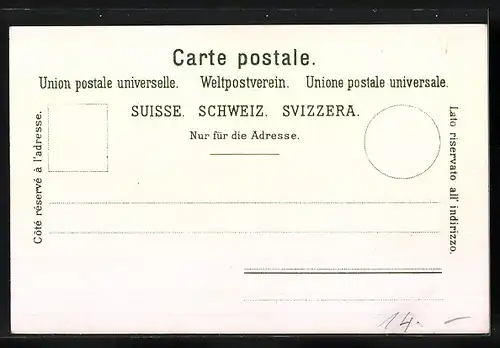 Carte postale.
Union postale universelle. Weltpostverein. Unione postale universale.
SUISSE. SCHWEIZ. SVIZZERA.
Nur für die Adresse.
Côté réservé à l'adresse.
Lato riservato all' indirizzo.
14.-